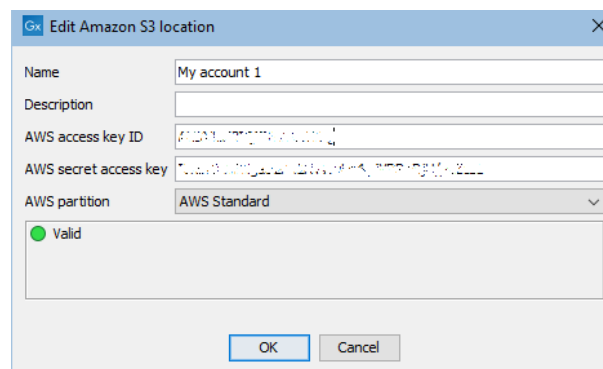 Gx Edit Amazon S3 location
Name My account 1
Description
AWS access key ID
AWS secret access key
AWS partition AWS Standard
Valid
OK Cancel